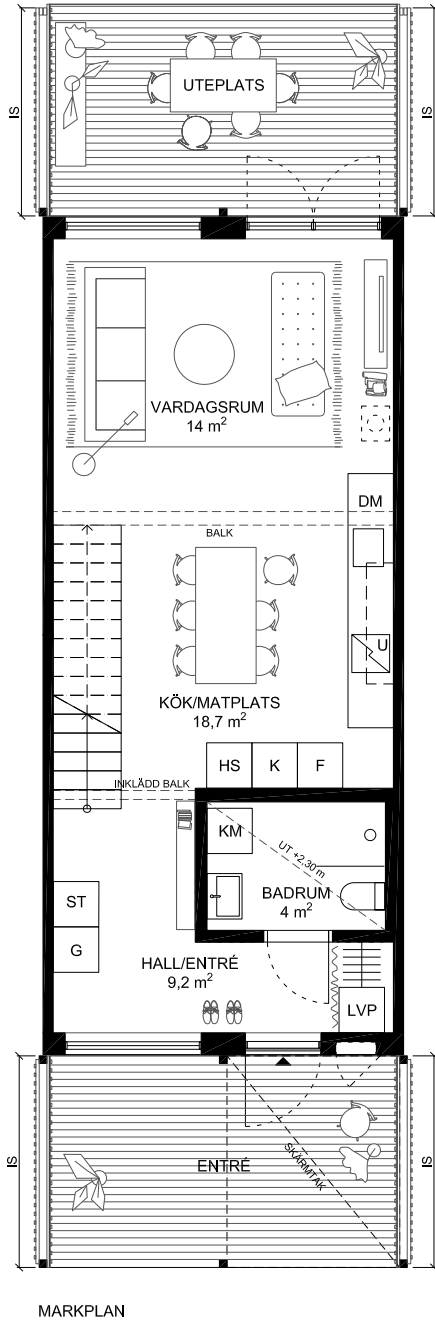 UTEPLATS
IS
IS
VARDAGSRUM
14 m²
DM
BALK
U
KÖK/MATPLATS
18,7 m²
HS
K
F
INKLÄDD BALK
KM
UT +2,30 m
BADRUM
4 m²
ST
G
HALL/ENTRÉ
9,2 m²
LVP
IS
IS
ENTRÉ
SKÄRMTAK
MARKPLAN